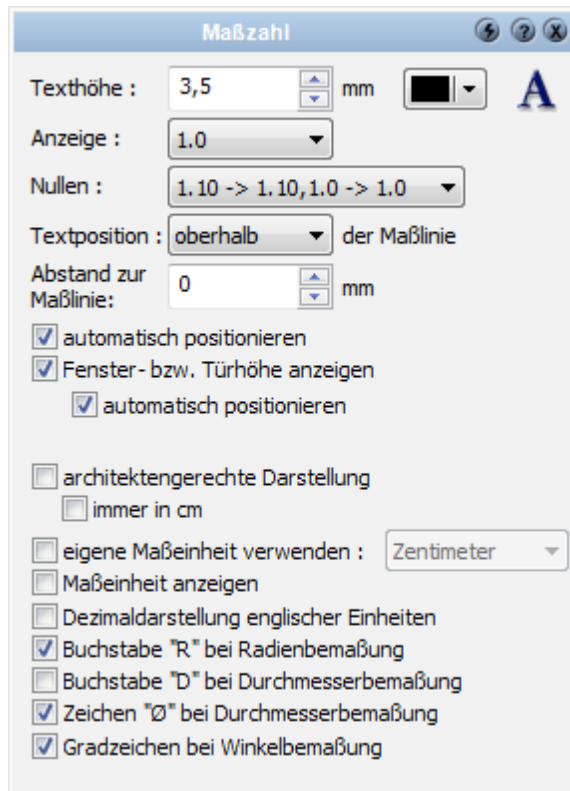 Maßzahl
Texthöhe : 3,5 mm A
Anzeige : 1.0
Nullen : 1.10 -> 1.10,1.0 -> 1.0
Textposition : oberhalb der Maßlinie
Abstand zur
Maßlinie: 0 mm
automatisch positionieren
Fenster- bzw. Türhöhe anzeigen
automatisch positionieren
architektengerechte Darstellung
immer in cm
eigene Maßeinheit verwenden : Zentimeter
Maßeinheit anzeigen
Dezimaldarstellung englischer Einheiten
Buchstabe "R" bei Radienbemaßung
Buchstabe "D" bei Durchmesserbemaßung
Zeichen "Ø" bei Durchmesserbemaßung
Gradzeichen bei Winkelbemaßung